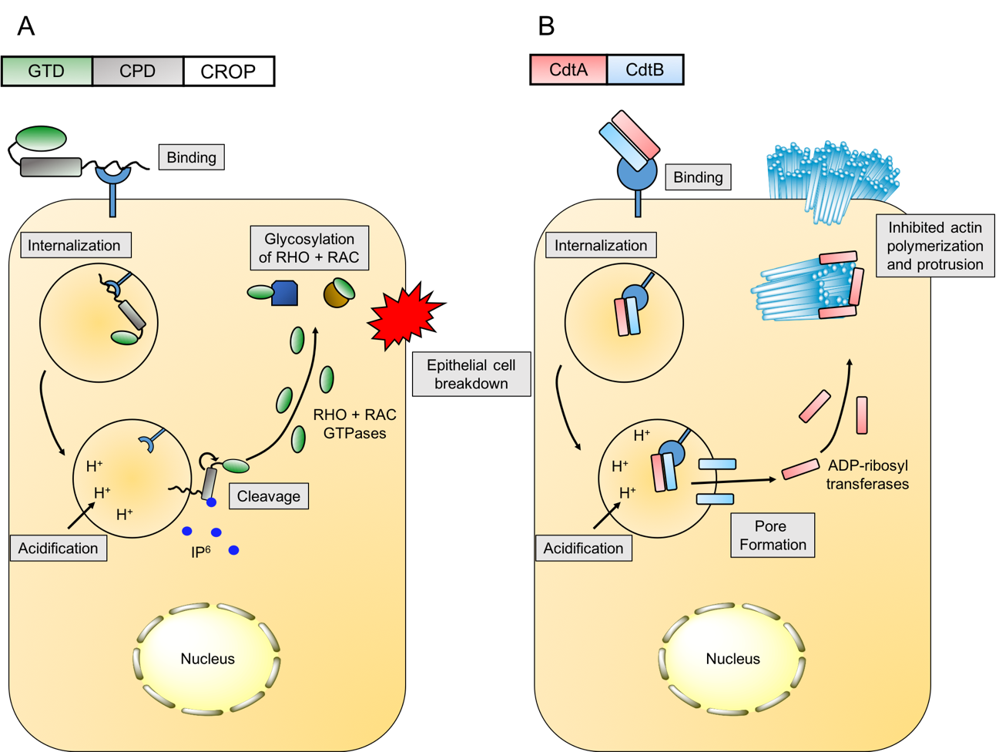 A
GTD CPD CROP
Binding
Internalization
Glycosylation
of RHO + RAC
Epithelial cell
breakdown
RHO + RAC
GTPases
H⁺
H⁺
H⁺
Cleavage
Acidification
IP⁶
Nucleus
B
CdtA CdtB
Binding
Internalization
Inhibited actin
polymerization
and protrusion
H⁺
H⁺
H⁺
ADP-ribosyl
transferases
Acidification
Pore
Formation
Nucleus